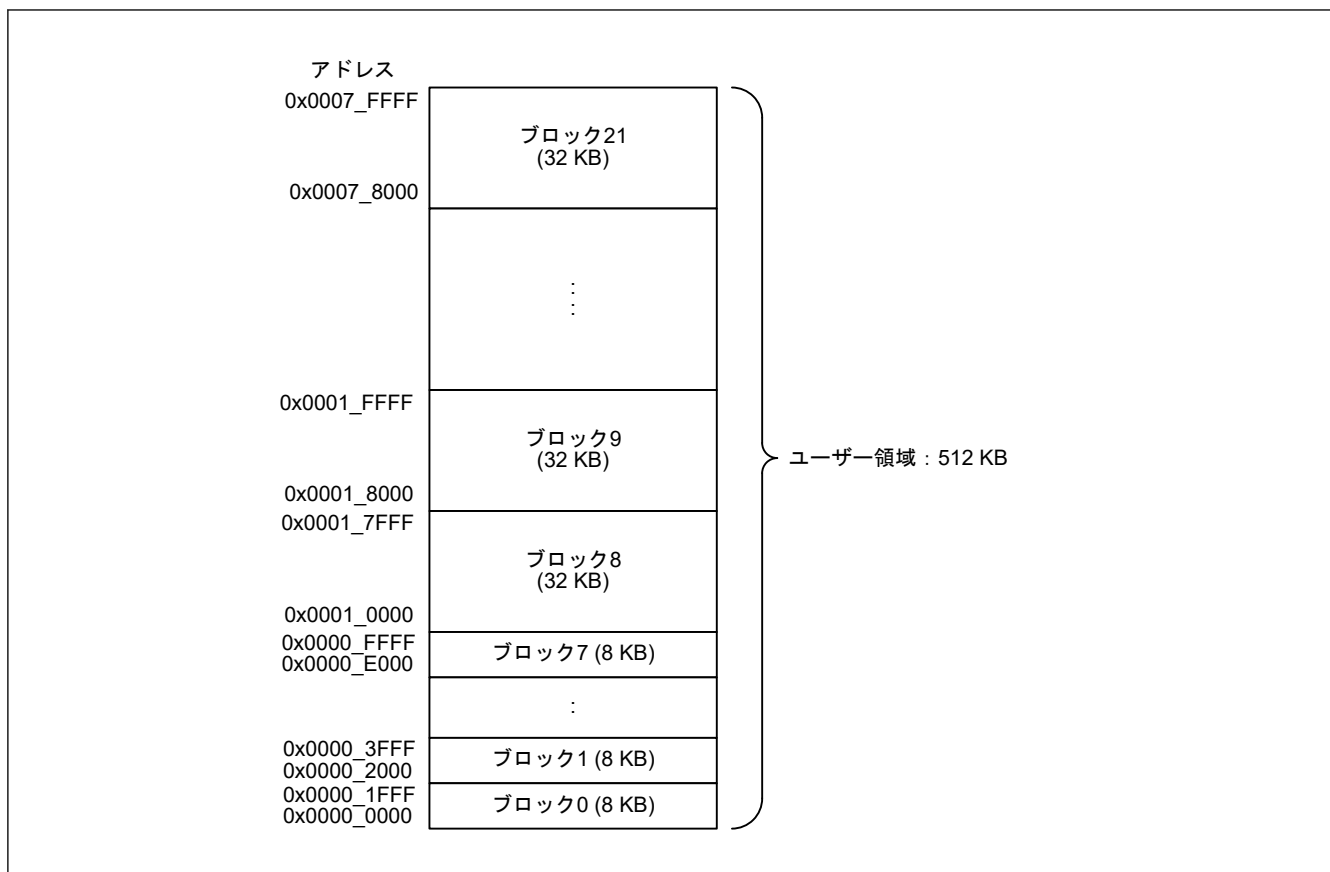 アドレス
0x0007_FFFF
ブロック21
(32 KB)
0x0007_8000
:
:
0x0001_FFFF
ブロック9
(32 KB)
ユーザー領域：512 KB
0x0001_8000
0x0001_7FFF
ブロック8
(32 KB)
0x0001_0000
0x0000_FFFF
ブロック7 (8 KB)
0x0000_E000
:
0x0000_3FFF
ブロック1 (8 KB)
0x0000_2000
0x0000_1FFF
ブロック0 (8 KB)
0x0000_0000